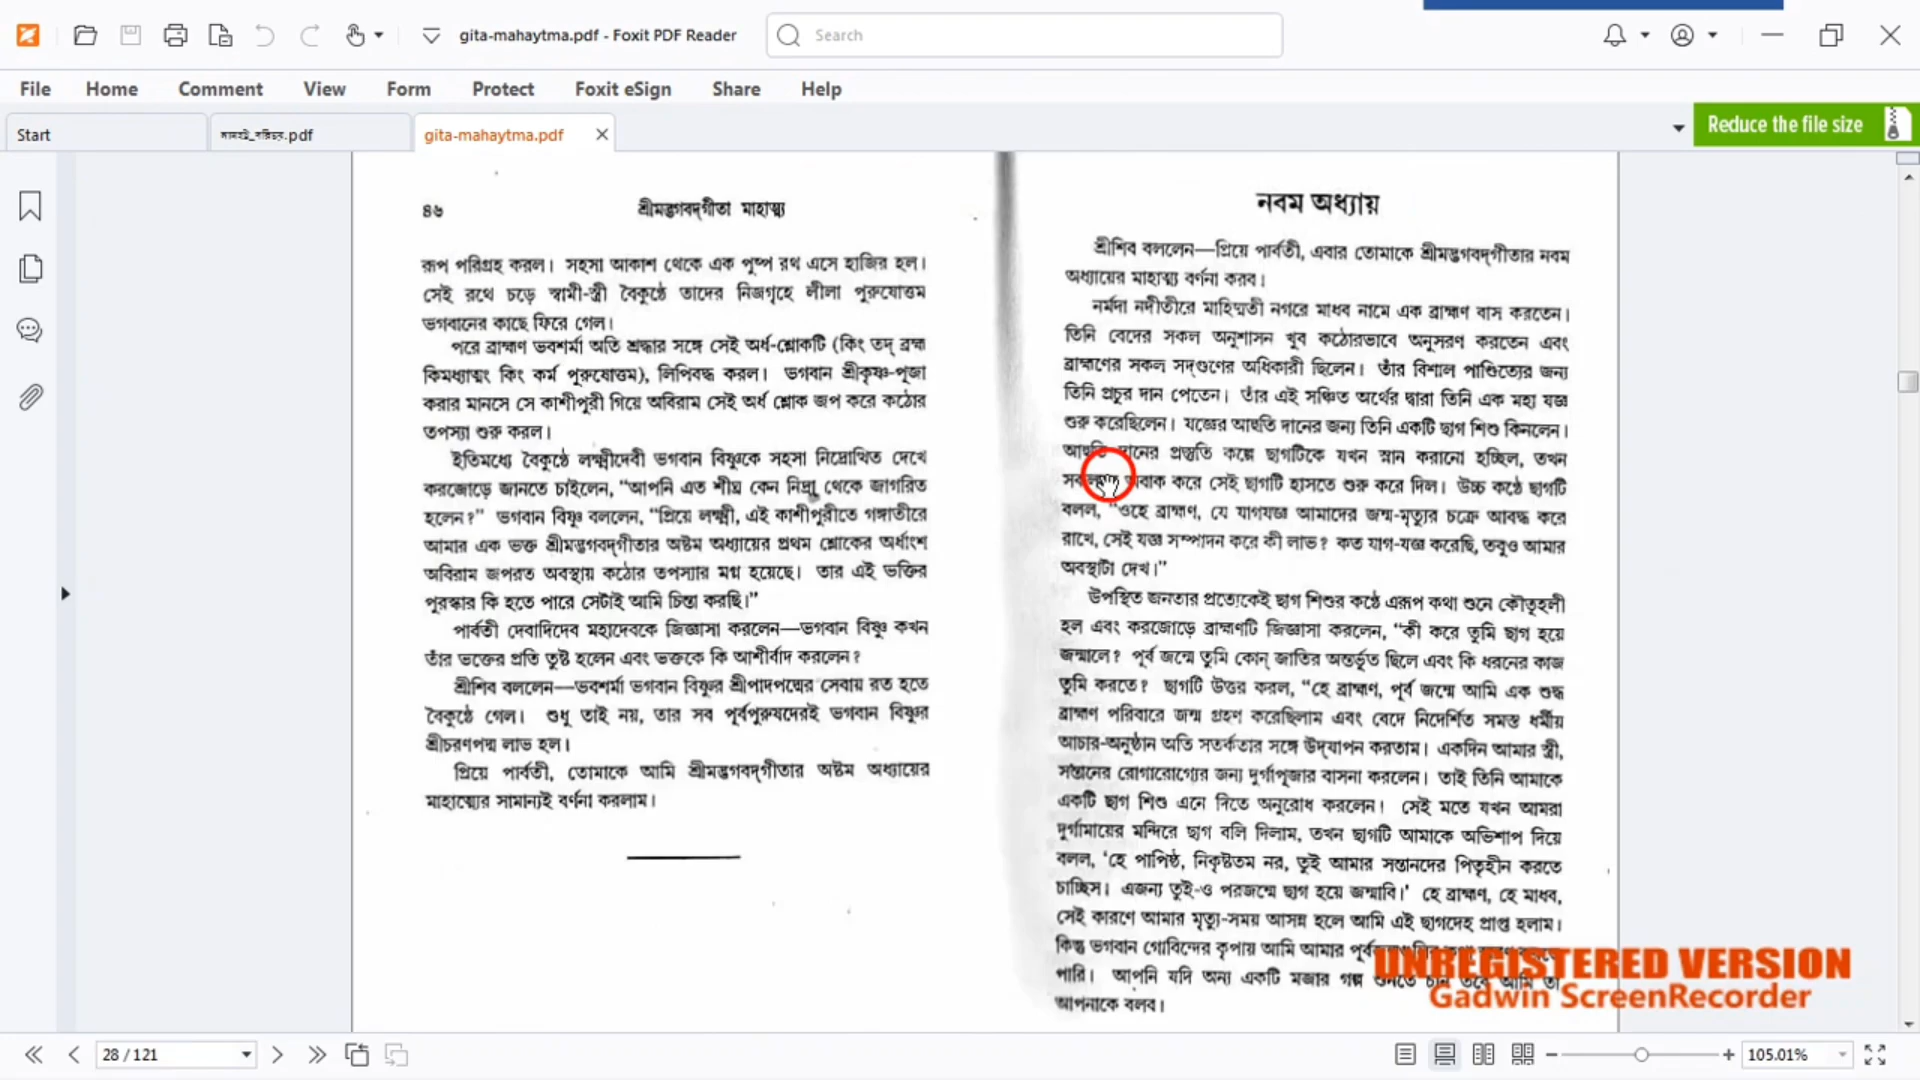 gita-mahaytma.pdf - Foxit PDF Reader
Search
File Home Comment View Form Protect Foxit eSign Share Help
Start
.pdf
gita-mahaytma.pdf
Reduce the file size
৪৬
শ্রীমদ্ভগবদ্‌গীতা মাহাত্ম্য
রূপ পরিগ্রহ করল। সহসা আকাশ থেকে এক পুষ্প রথ এসে হাজির হল।
সেই রথে চড়ে স্বামী-স্ত্রী বৈকুণ্ঠে তাদের নিজগৃহে লীলা পুরুষোত্তম
ভগবানের কাছে ফিরে গেল।
পরে ব্রাহ্মণ ভবশর্মা অতি শ্রদ্ধার সঙ্গে সেই অর্ধ-শ্লোকটি (কিং তদ্ ব্রহ্ম
কিমধ্যাত্মং কিং কর্ম পুরুষোত্তম), লিপিবদ্ধ করল। ভগবান শ্রীকৃষ্ণ-পূজা
করার মানসে সে কাশীপুরী গিয়ে অবিরাম সেই অর্ধ শ্লোক জপ করে কঠোর
তপস্যা শুরু করল।
ইতিমধ্যে বৈকুণ্ঠে লক্ষ্মীদেবী ভগবান বিষ্ণুকে সহসা নিদ্রোত্থিত দেখে
করজোড়ে জানতে চাইলেন, “আপনি এত শীঘ্র কেন নিদ্রা থেকে জাগরিত
হলেন?” ভগবান বিষ্ণু বললেন, “প্রিয়ে লক্ষ্মী, এই কাশীপুরীতে গঙ্গাতীরে
আমার এক ভক্ত শ্রীমদ্ভগবদ্‌গীতার অষ্টম অধ্যায়ের প্রথম শ্লোকের অর্ধাংশ
অবিরাম জপরত অবস্থায় কঠোর তপস্যার মগ্ন হয়েছে। তার এই ভক্তির
পুরস্কার কি হতে পারে সেটাই আমি চিন্তা করছি।”
পার্বতী দেবাদিদেব মহাদেবকে জিজ্ঞাসা করলেন—ভগবান বিষ্ণু কখন
তাঁর ভক্তের প্রতি তুষ্ট হলেন এবং ভক্তকে কি আশীর্বাদ করলেন?
শ্রীশিব বললেন—ভবশর্মা ভগবান বিষ্ণুর শ্রীপাদপদ্মের সেবায় রত হতে
বৈকুণ্ঠে গেল। শুধু তাই নয়, তার সব পূর্বপুরুষদেরই ভগবান বিষ্ণুর
শ্রীচরণপদ্ম লাভ হল।
প্রিয়ে পার্বতী, তোমাকে আমি শ্রীমদ্ভগবদ্‌গীতার অষ্টম অধ্যায়ের
মাহাত্ম্যের সামান্যই বর্ণনা করলাম।
নবম অধ্যায়
শ্রীশিব বললেন—প্রিয়ে পার্বতী, এবার তোমাকে শ্রীমদ্ভগবদ্‌গীতার নবম
অধ্যায়ের মাহাত্ম্য বর্ণনা করব।
নর্মদা নদীতীরে মাহিষ্মতী নগরে মাধব নামে এক ব্রাহ্মণ বাস করতেন।
তিনি বেদের সকল অনুশাসন খুব কঠোরভাবে অনুসরণ করতেন এবং
ব্রাহ্মণের সকল সদ্‌গুণের অধিকারী ছিলেন। তাঁর বিশাল পাণ্ডিত্যের জন্য
তিনি প্রচুর দান পেতেন। তাঁর এই সঞ্চিত অর্থের দ্বারা তিনি এক মহা যজ্ঞ
শুরু করেছিলেন। যজ্ঞের আহুতি দানের জন্য তিনি একটি ছাগ শিশু কিনলেন।
আহুতি দানের প্রস্তুতি কল্পে ছাগটিকে যখন স্নান করানো হচ্ছিল, তখন
অবাক করে সেই ছাগটি হাসতে শুরু করে দিল। উচ্চ কণ্ঠে ছাগটি
বলল, “ওহে ব্রাহ্মণ, যে যাগযজ্ঞ আমাদের জন্ম-মৃত্যুর চক্রে আবদ্ধ করে
রাখে, সেই যজ্ঞ সম্পাদন করে কী লাভ? কত যাগ-যজ্ঞ করেছি, তবুও আমার
অবস্থাটা দেখ।”
উপস্থিত জনতার প্রত্যেকেই ছাগ শিশুর কণ্ঠে এরূপ কথা শুনে কৌতূহলী
হল এবং করজোড়ে ব্রাহ্মণটি জিজ্ঞাসা করলেন, “কী করে তুমি ছাগ হয়ে
জন্মালে? পূর্ব জন্মে তুমি কোন্ জাতির অন্তর্ভূত ছিলে এবং কি ধরনের কাজ
তুমি করতে? ছাগটি উত্তর করল, “হে ব্রাহ্মণ, পূর্ব জন্মে আমি এক শুদ্ধ
ব্রাহ্মণ পরিবারে জন্ম গ্রহণ করেছিলাম এবং বেদে নির্দেশিত সমস্ত ধর্মীয়
আচার-অনুষ্ঠান অতি সতর্কতার সঙ্গে উদ্‌যাপন করতাম। একদিন আমার স্ত্রী,
সন্তানের রোগারোগ্যের জন্য দুর্গাপূজার বাসনা করলেন। তাই তিনি আমাকে
একটি ছাগ শিশু এনে দিতে অনুরোধ করলেন। সেই মতে যখন আমরা
দুর্গামায়ের মন্দিরে ছাগ বলি দিলাম, তখন ছাগটি আমাকে অভিশাপ দিয়ে
বলল, ‘হে পাপিষ্ঠ, নিকৃষ্টতম নর, তুই আমার সন্তানদের পিতৃহীন করতে
চাচ্ছিস। এজন্য তুই-ও পরজন্মে ছাগ হয়ে জন্মাবি।’ হে ব্রাহ্মণ, হে মাধব,
সেই কারণে আমার মৃত্যু-সময় আসন্ন হলে আমি এই ছাগদেহ প্রাপ্ত হলাম।
কিন্তু ভগবান গোবিন্দের কৃপায় আমি আমার
পারি। আপনি যদি অন্য একটি মজার গল্প শুনতে চান তবে আমি তা
আপনাকে বলব।
UNREGISTERED VERSION
Gadwin ScreenRecorder
28 / 121
105.01%